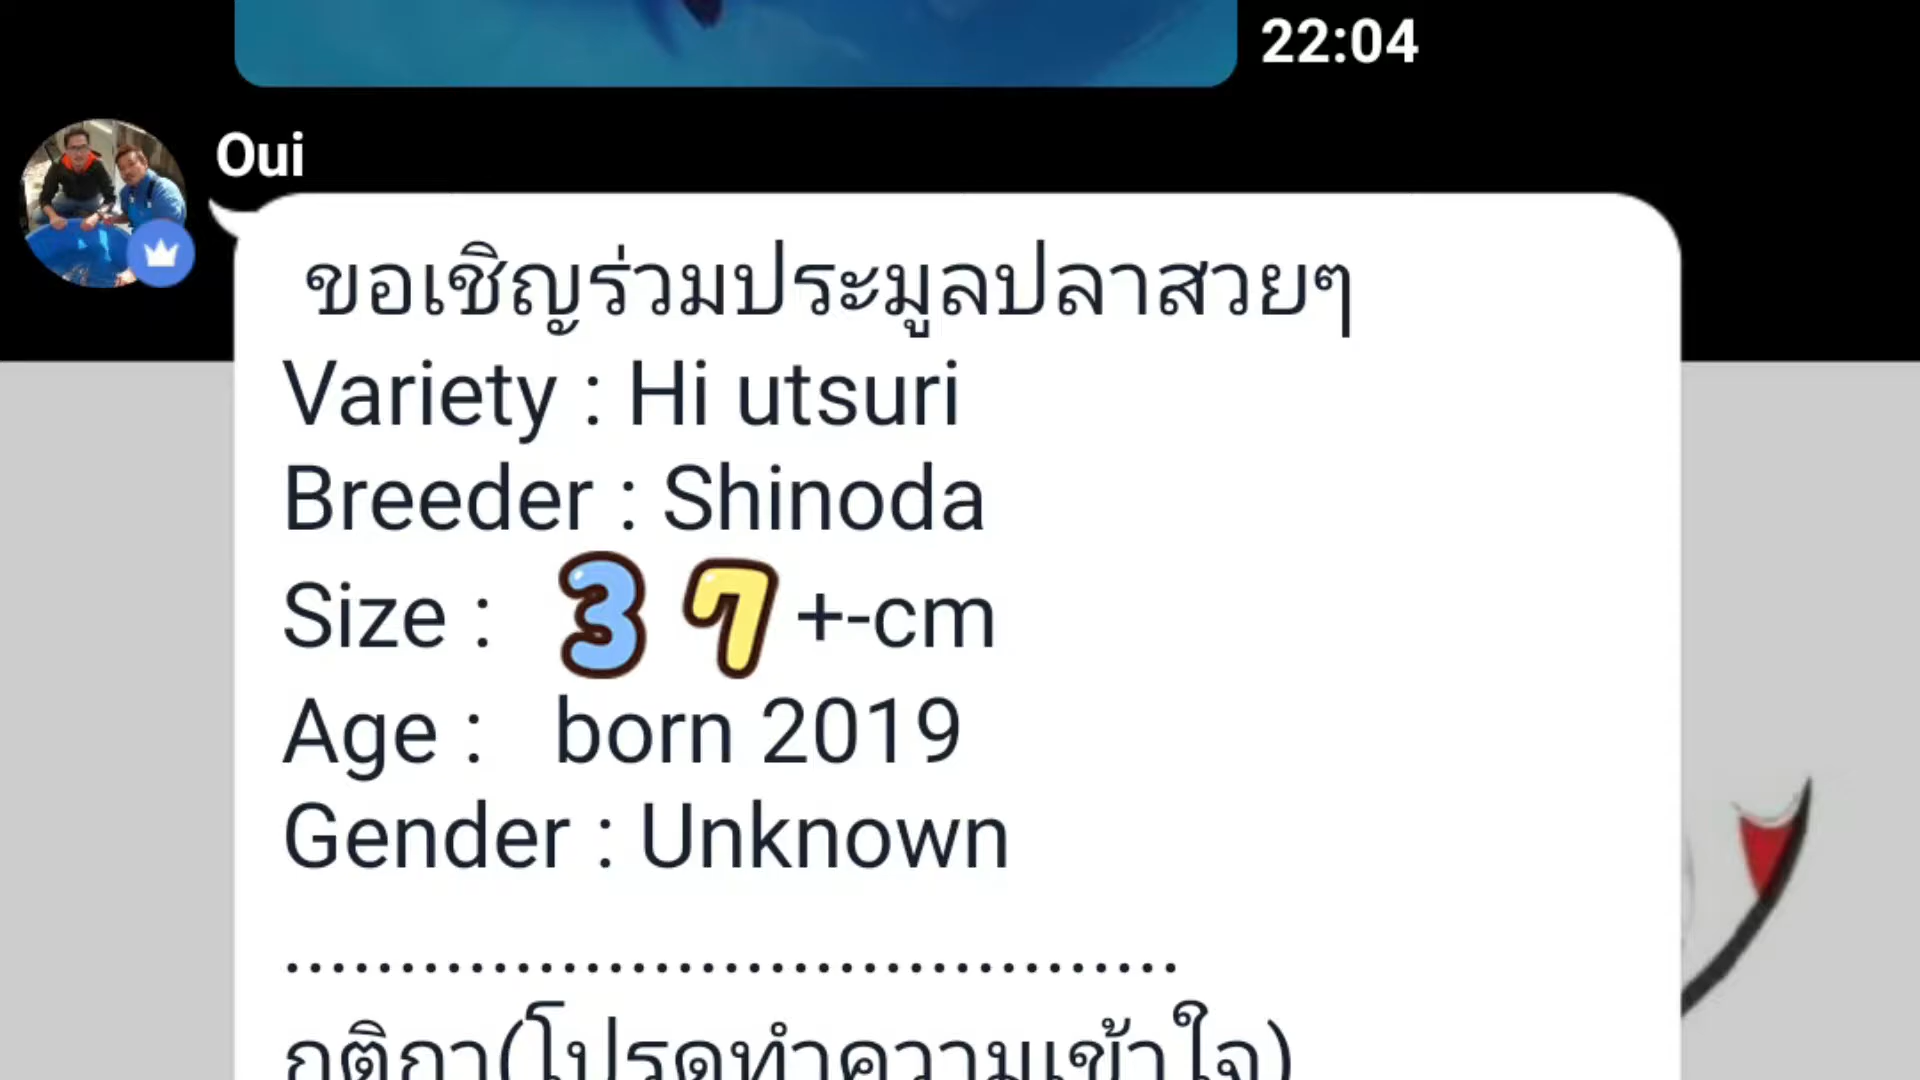 22:04
Oui
ขอเชิญร่วมประมูลปลาสวยๆ
Variety : Hi utsuri
Breeder : Shinoda
Size : 37+-cm
Age : born 2019
Gender : Unknown
.......................................
กติกา(โปรดทำความเข้าใจ)